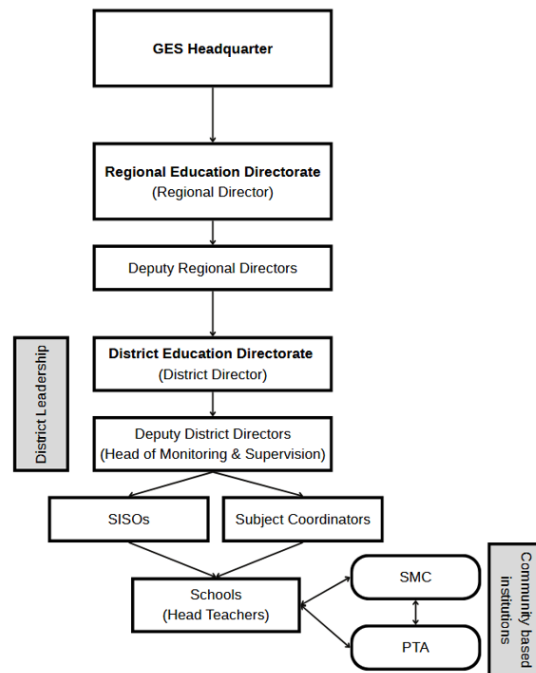 GES Headquarter
Regional Education Directorate
(Regional Director)
Deputy Regional Directors
District Leadership
District Education Directorate
(District Director)
Deputy District Directors
(Head of Monitoring & Supervision)
SISOs
Subject Coordinators
Schools
(Head Teachers)
SMC
PTA
Community based
institutions